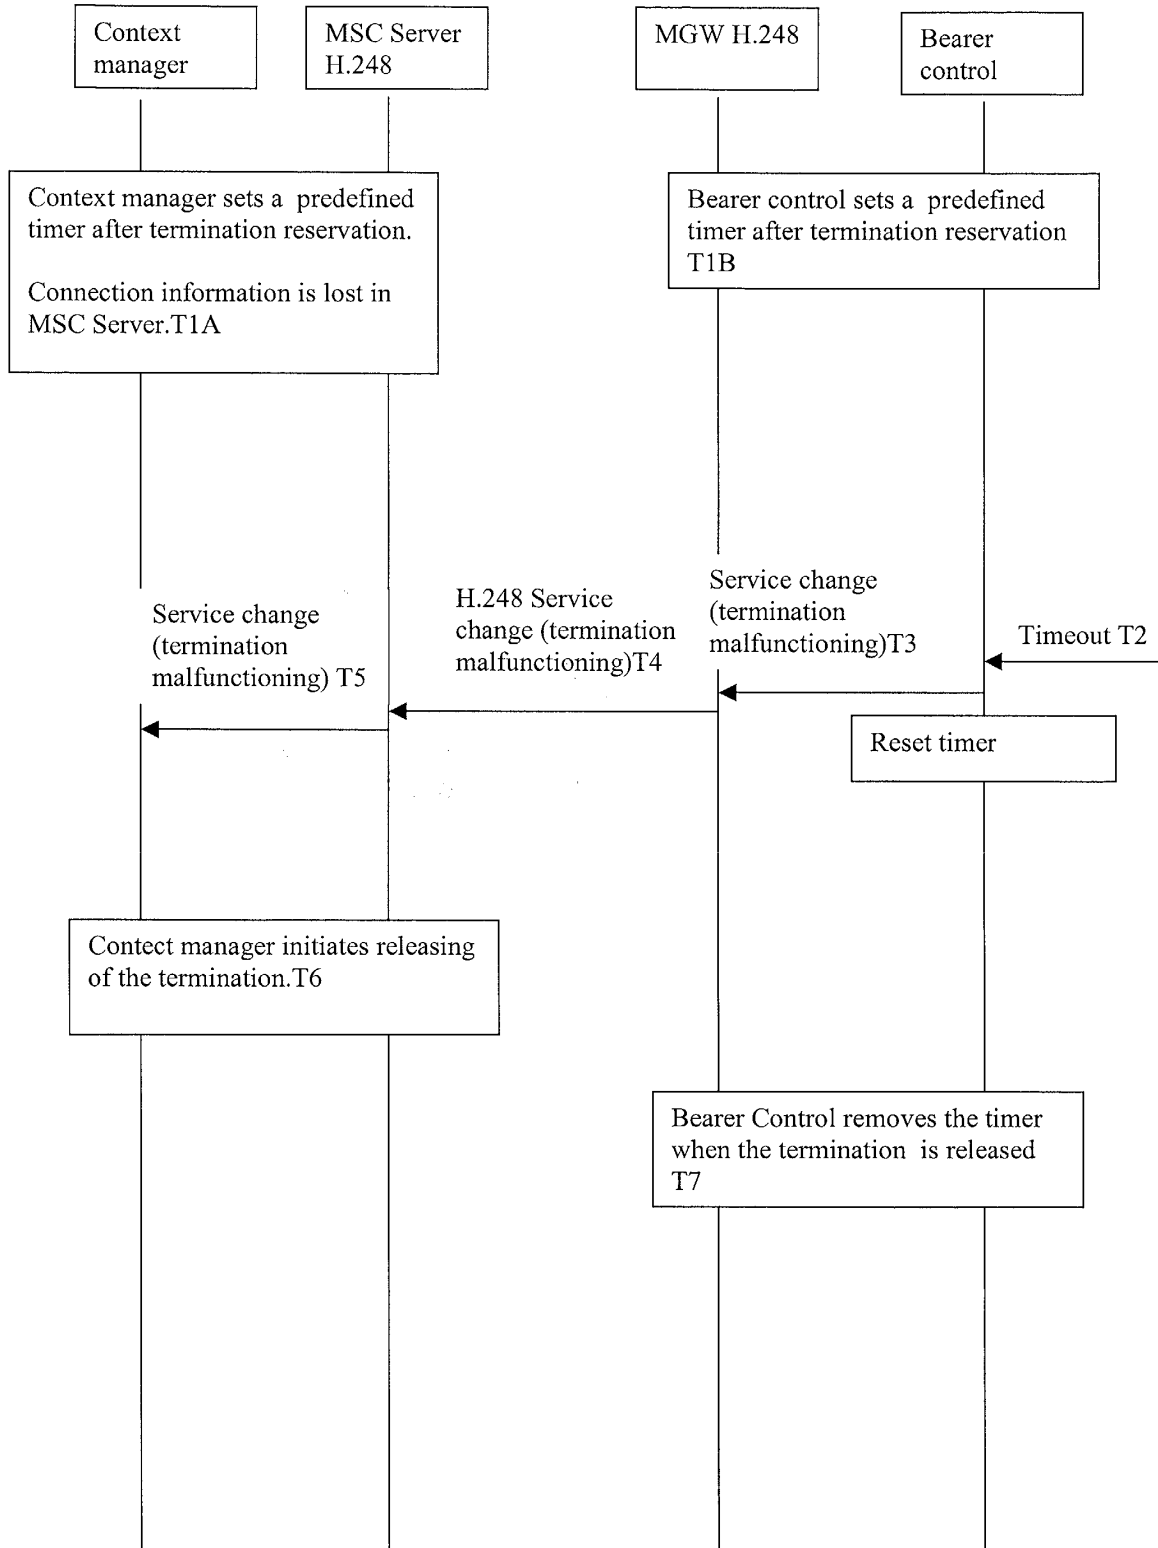 Context
manager
MSC Server
H.248
MGW H.248
Bearer
control
Context manager sets a predefined
timer after termination reservation.
Connection information is lost in
MSC Server.T1A
Bearer control sets a predefined
timer after termination reservation
T1B
Service change
(termination
malfunctioning) T5
H.248 Service
change (termination
malfunctioning)T4
Service change
(termination
malfunctioning)T3
Timeout T2
Reset timer
Contect manager initiates releasing
of the termination.T6
Bearer Control removes the timer
when the termination is released
T7